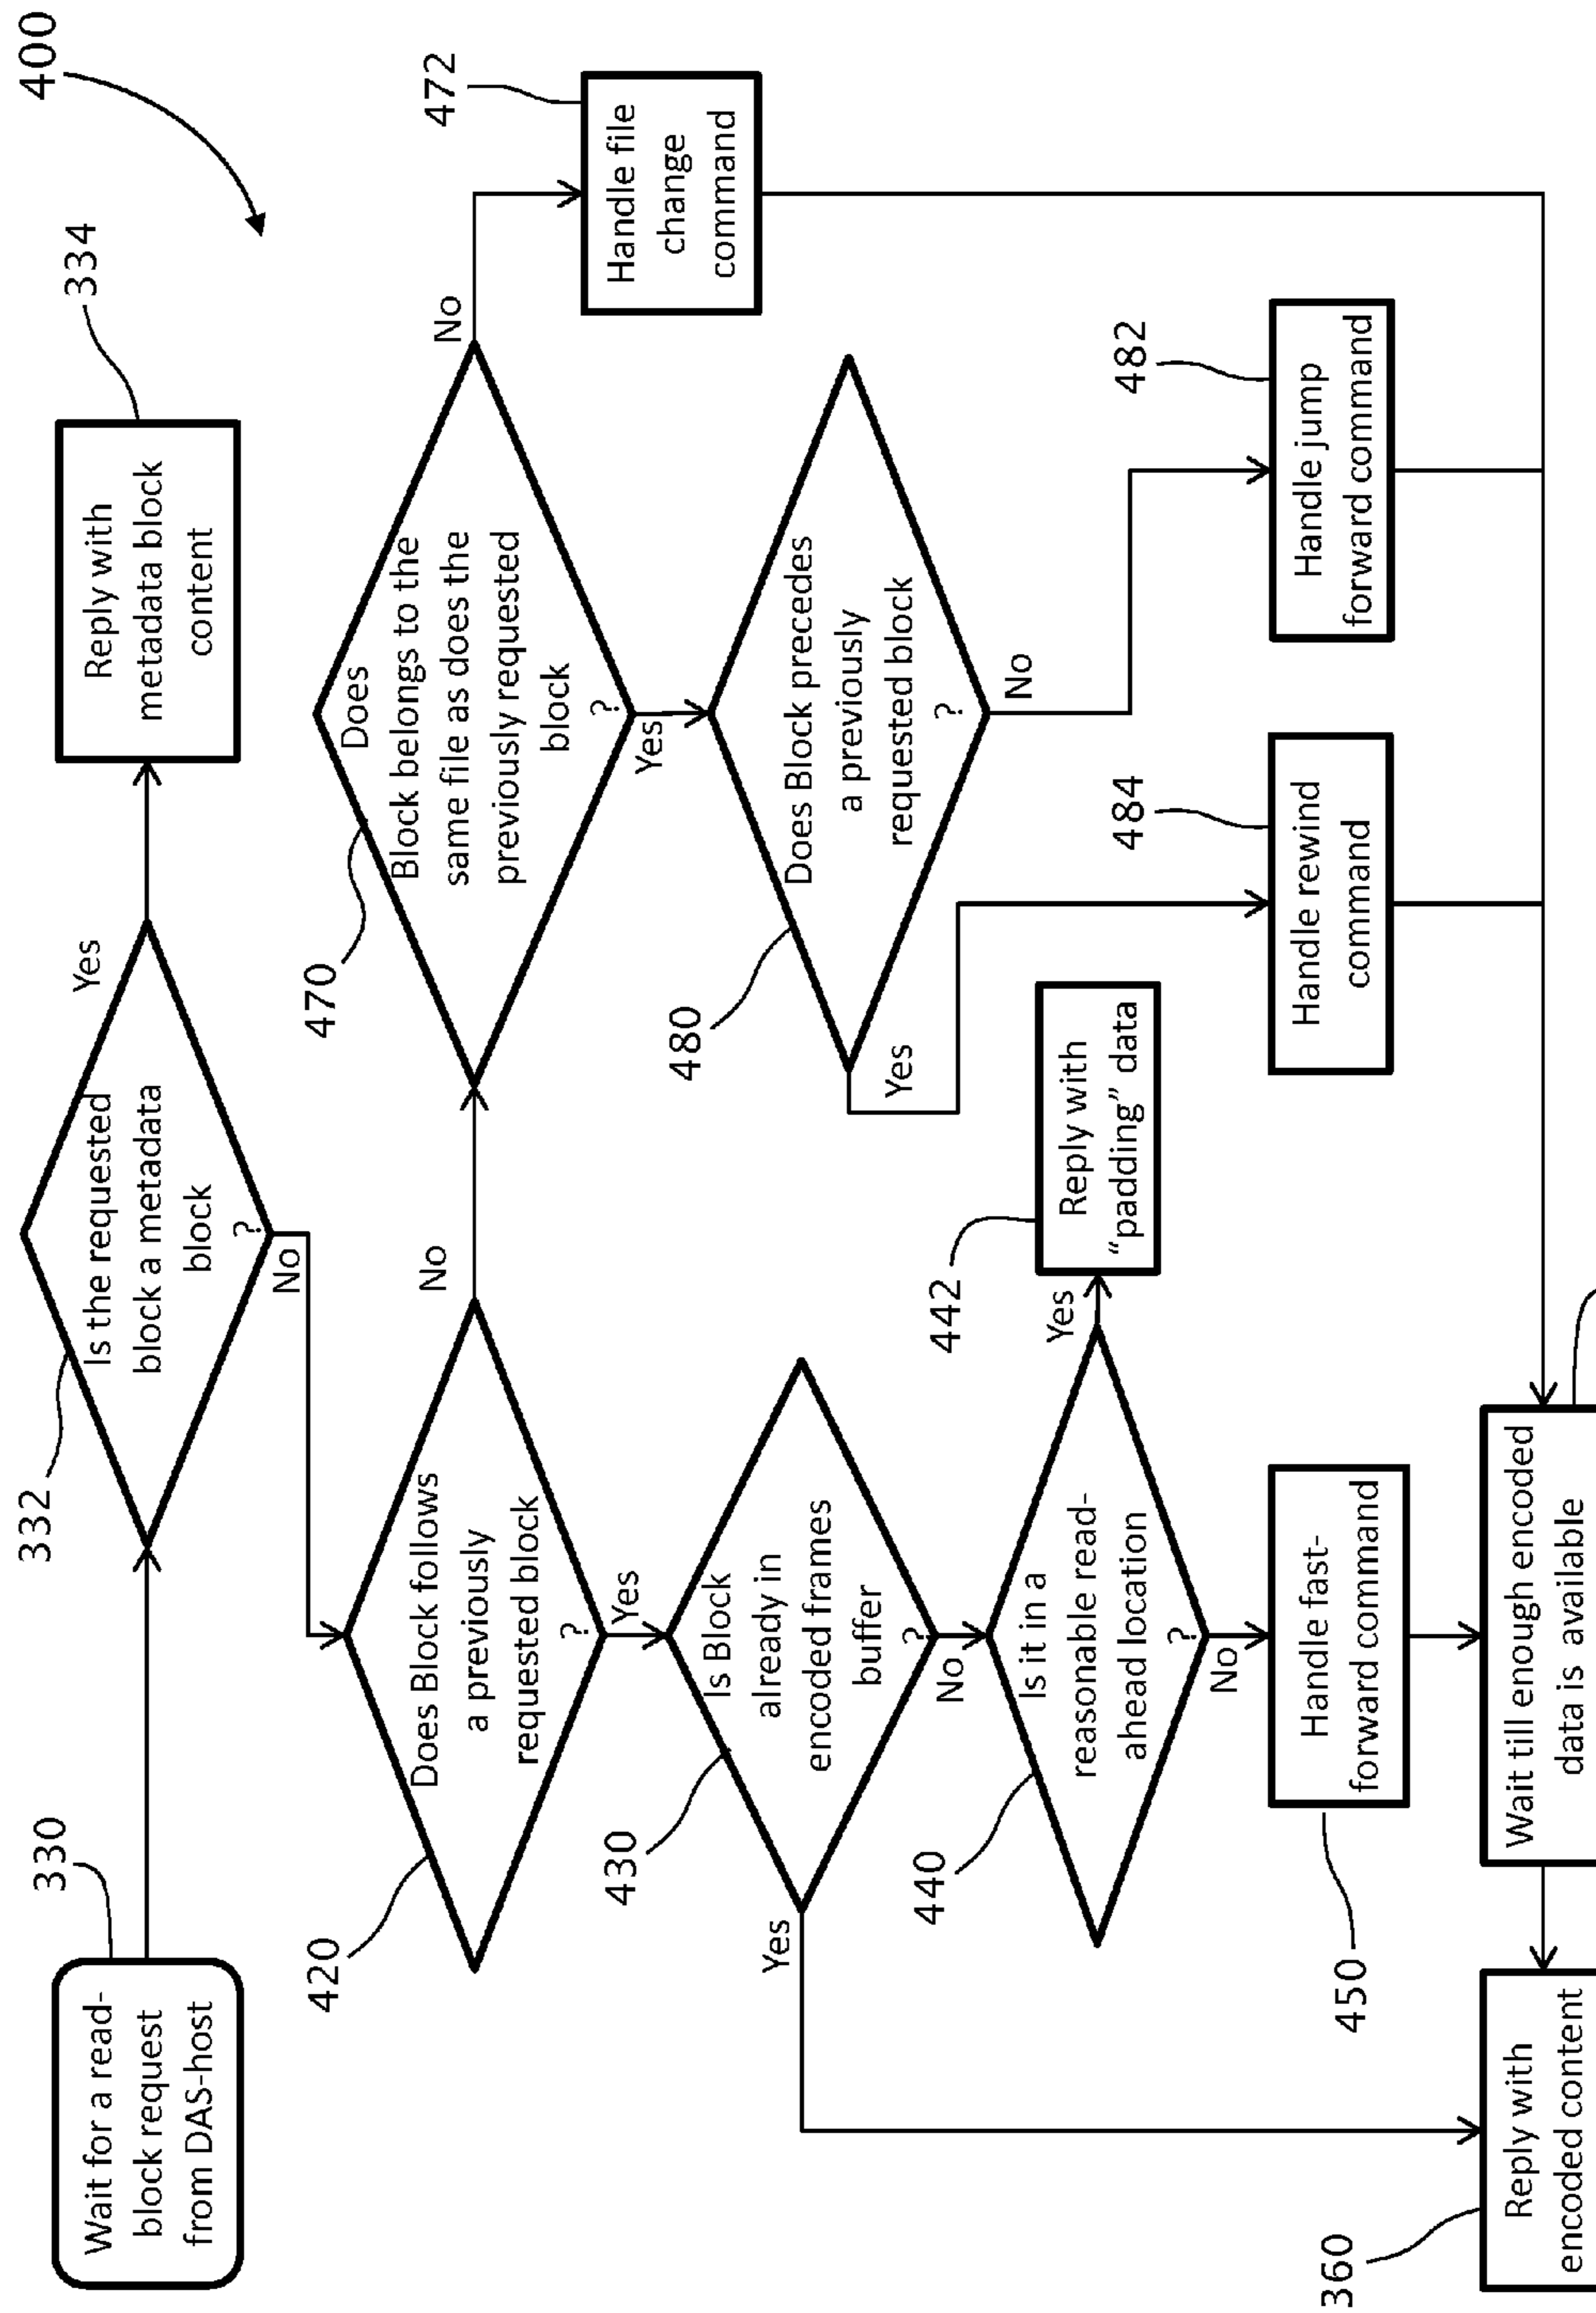 400
330
Wait for a read-
block request
from DAS-host
332
Is the requested
block a metadata
block
?
Yes
No
334
Reply with
metadata block
content
420
Does Block follows
a previously
requested block
?
No
Yes
470
Does
Block belongs to the
same file as does the
previously requested
block
?
No
Yes
472
Handle file
change
command
430
Is Block
already in
encoded frames
buffer
?
Yes
No
480
Does Block precedes
a previously
requested block
?
Yes
No
440
Is it in a
reasonable read-
ahead location
?
Yes
No
442
Reply with
“padding” data
484
Handle rewind
command
482
Handle jump
forward command
450
Handle fast-
forward command
360
Reply with
encoded content
Wait till enough encoded
data is available